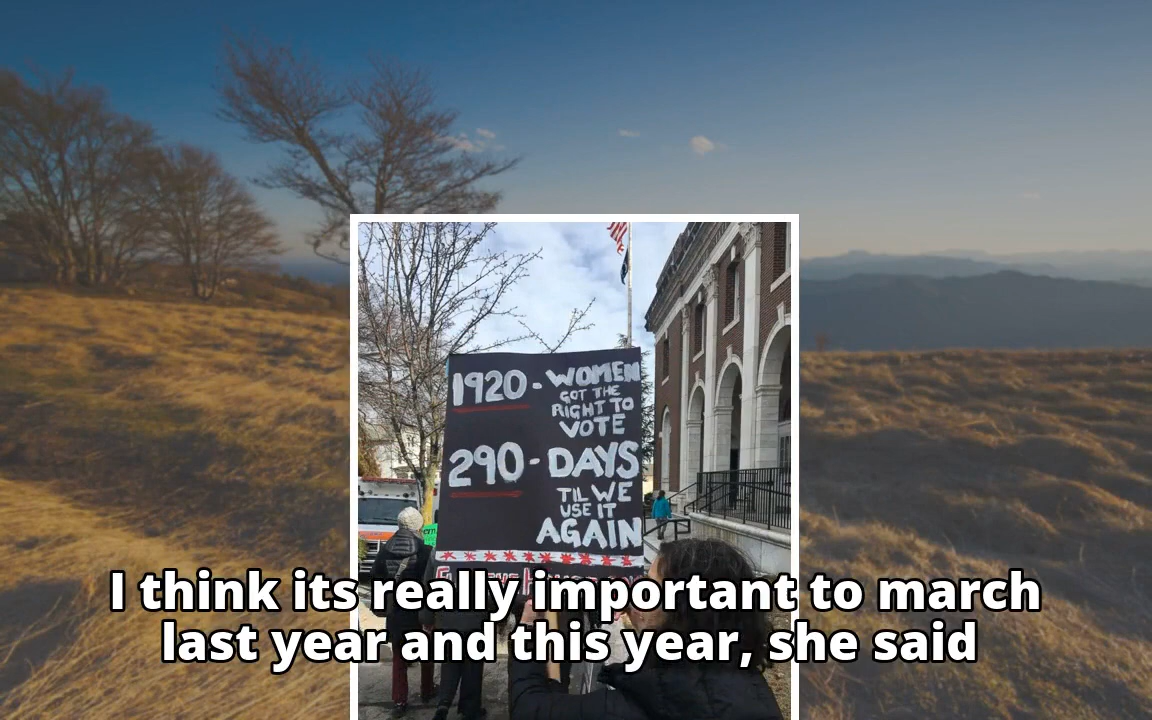 1920 - WOMEN
GOT THE
RIGHT TO
VOTE
290 - DAYS
TIL WE
USE IT
AGAIN
I think its really important to march
last year and this year, she said